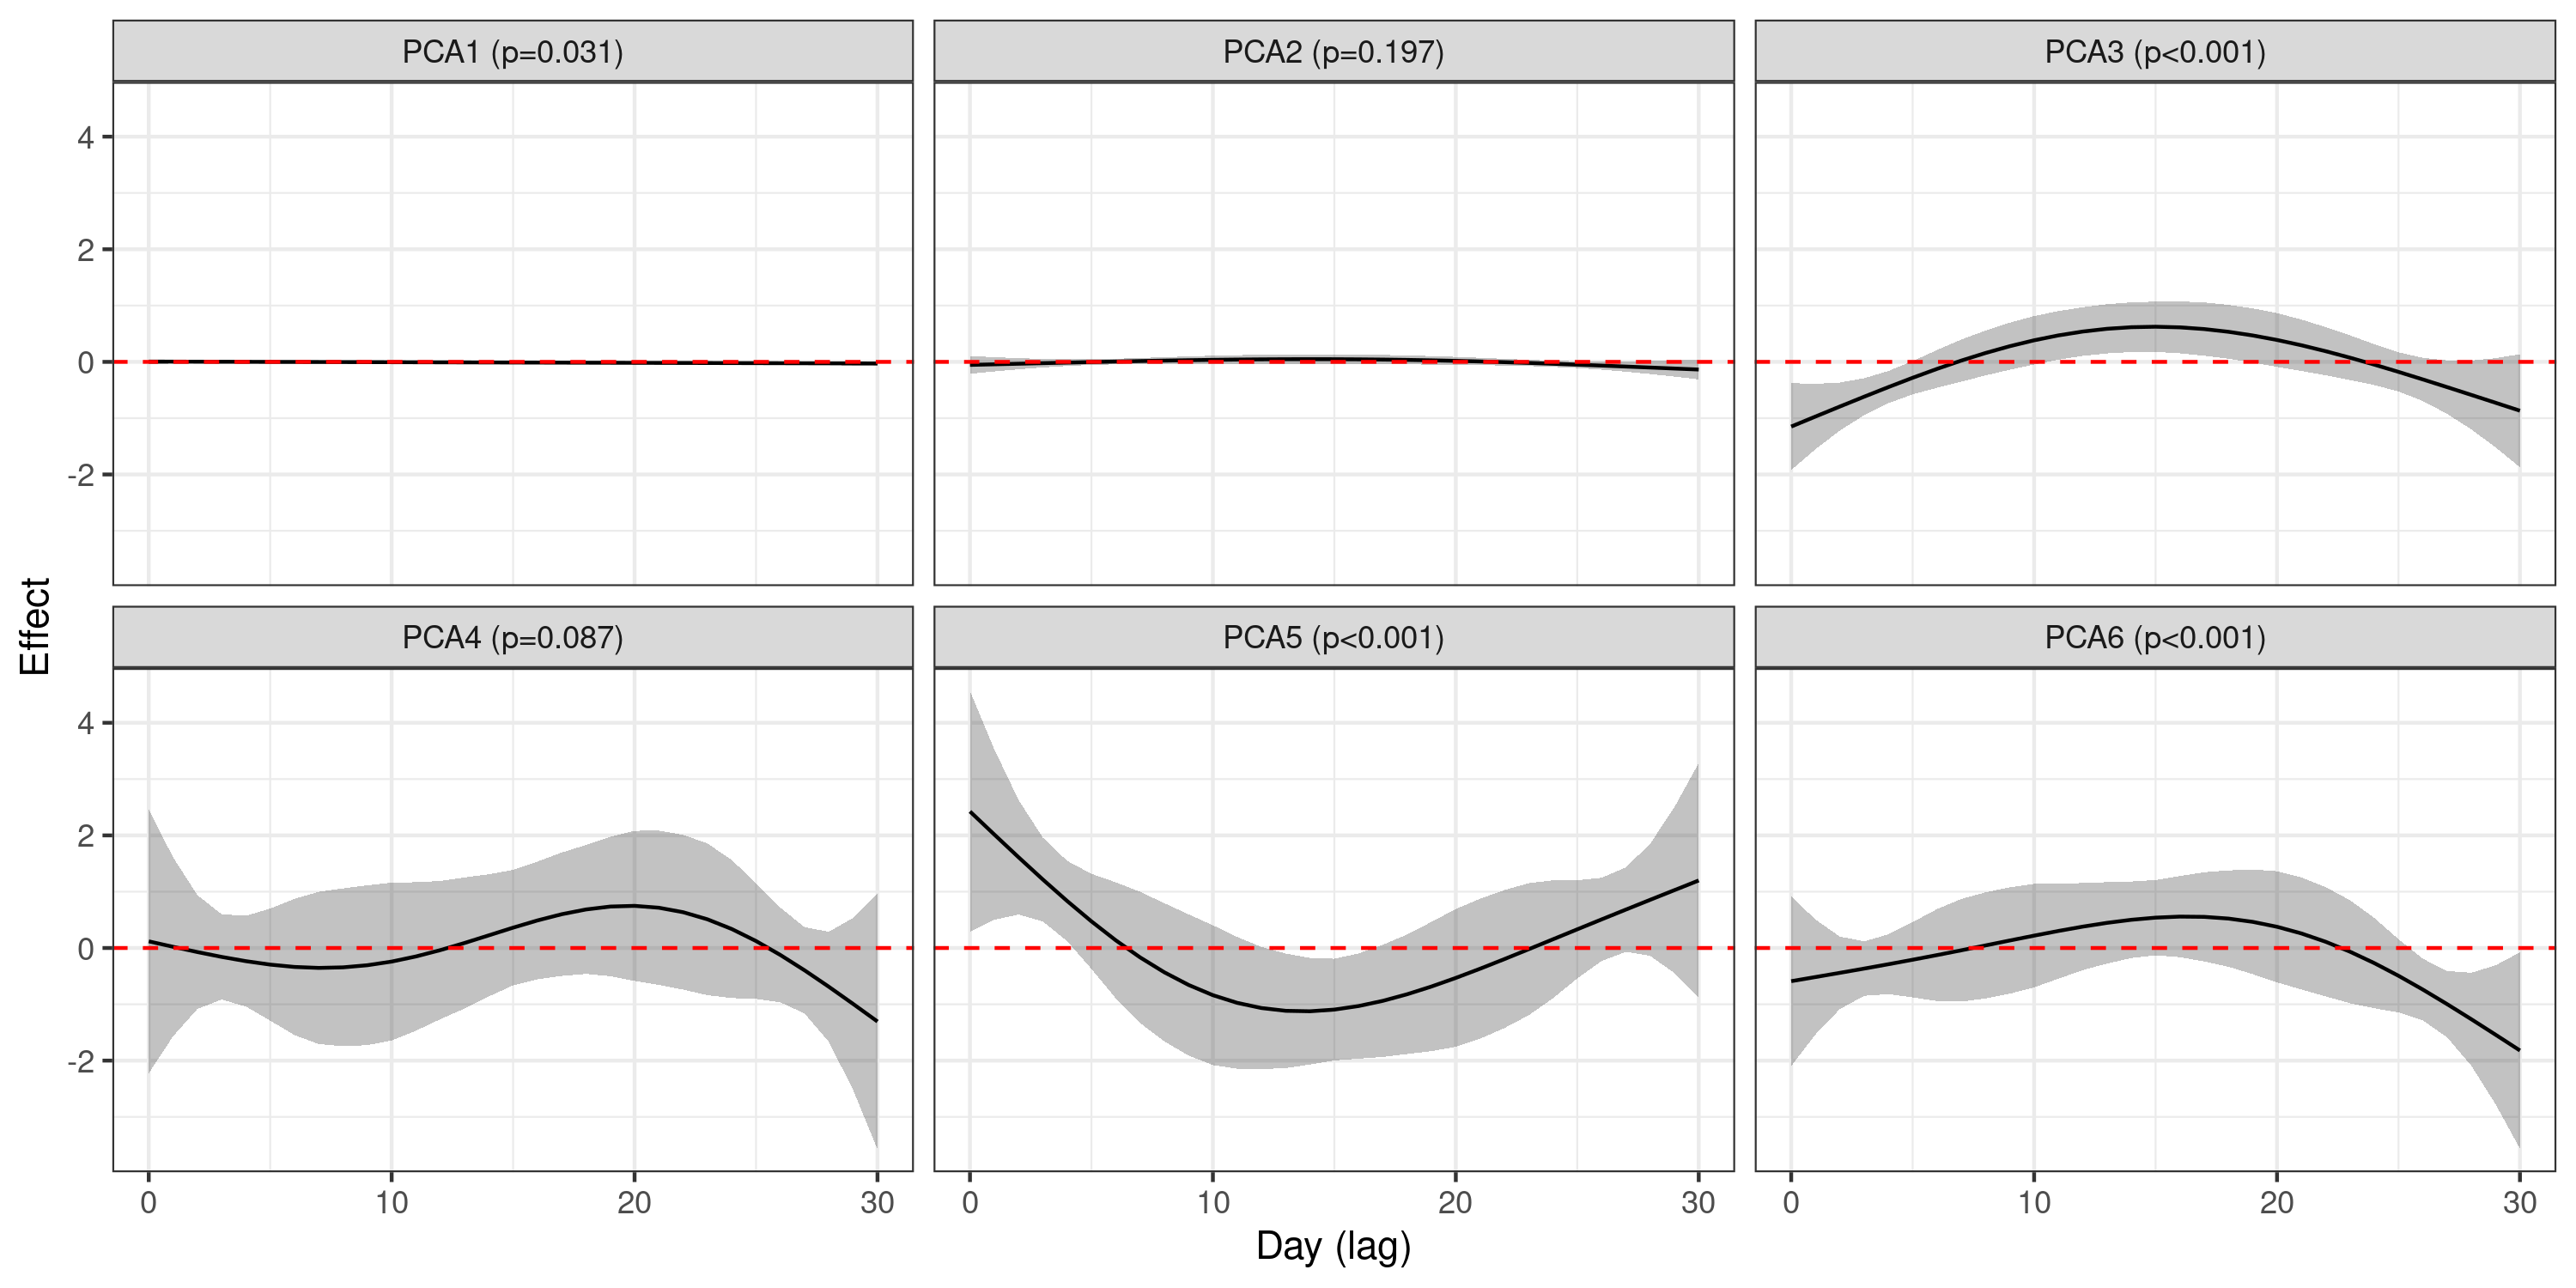 PCA1 (p=0.031)
PCA2 (p=0.197)
PCA3 (p<0.001)
4
2
0
-2
PCA4 (p=0.087)
PCA5 (p<0.001)
PCA6 (p<0.001)
4
2
0
-2
0 10 20 30
0 10 20 30
0 10 20 30
Day (lag)
Effect